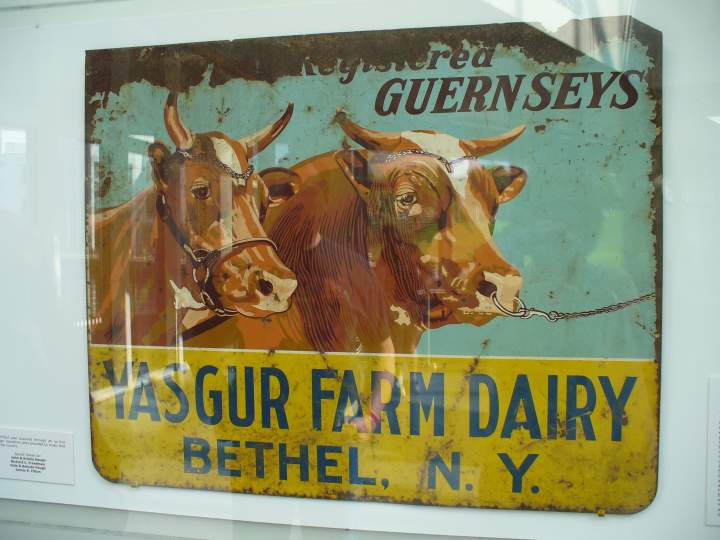 Registered
GUERNSEYS
YASGUR FARM DAIRY
BETHEL, N. Y.